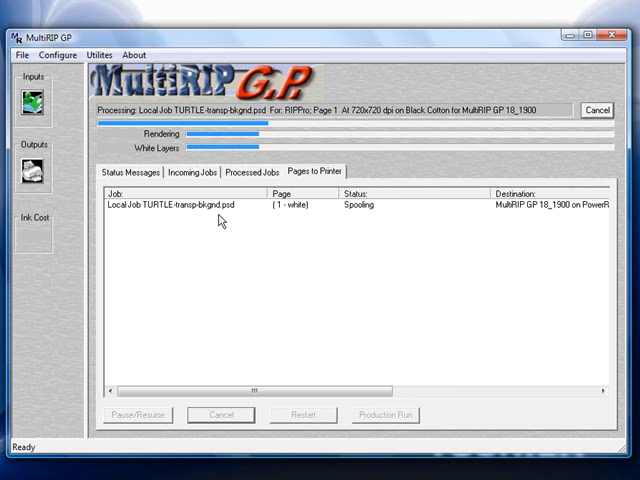 MultiRIP GP
File Configure Utilites About
Inputs
MultiRIP G.P.
Processing: Local Job TURTLE-transp-bkgnd.psd For: RIPPro; Page 1 At 720x720 dpi on Black Cotton for MultiRIP GP 18_1900 Cancel
Rendering
White Layers
Outputs
Status Messages Incoming Jobs Processed Jobs Pages to Printer
Job: Page Status: Destination:
Local Job TURTLE-transp-bkgnd.psd ( 1 - white) Spooling MultiRIP GP 18_1900 on PowerR
Ink Cost
Pause/Resume Cancel Restart Production Run
Ready